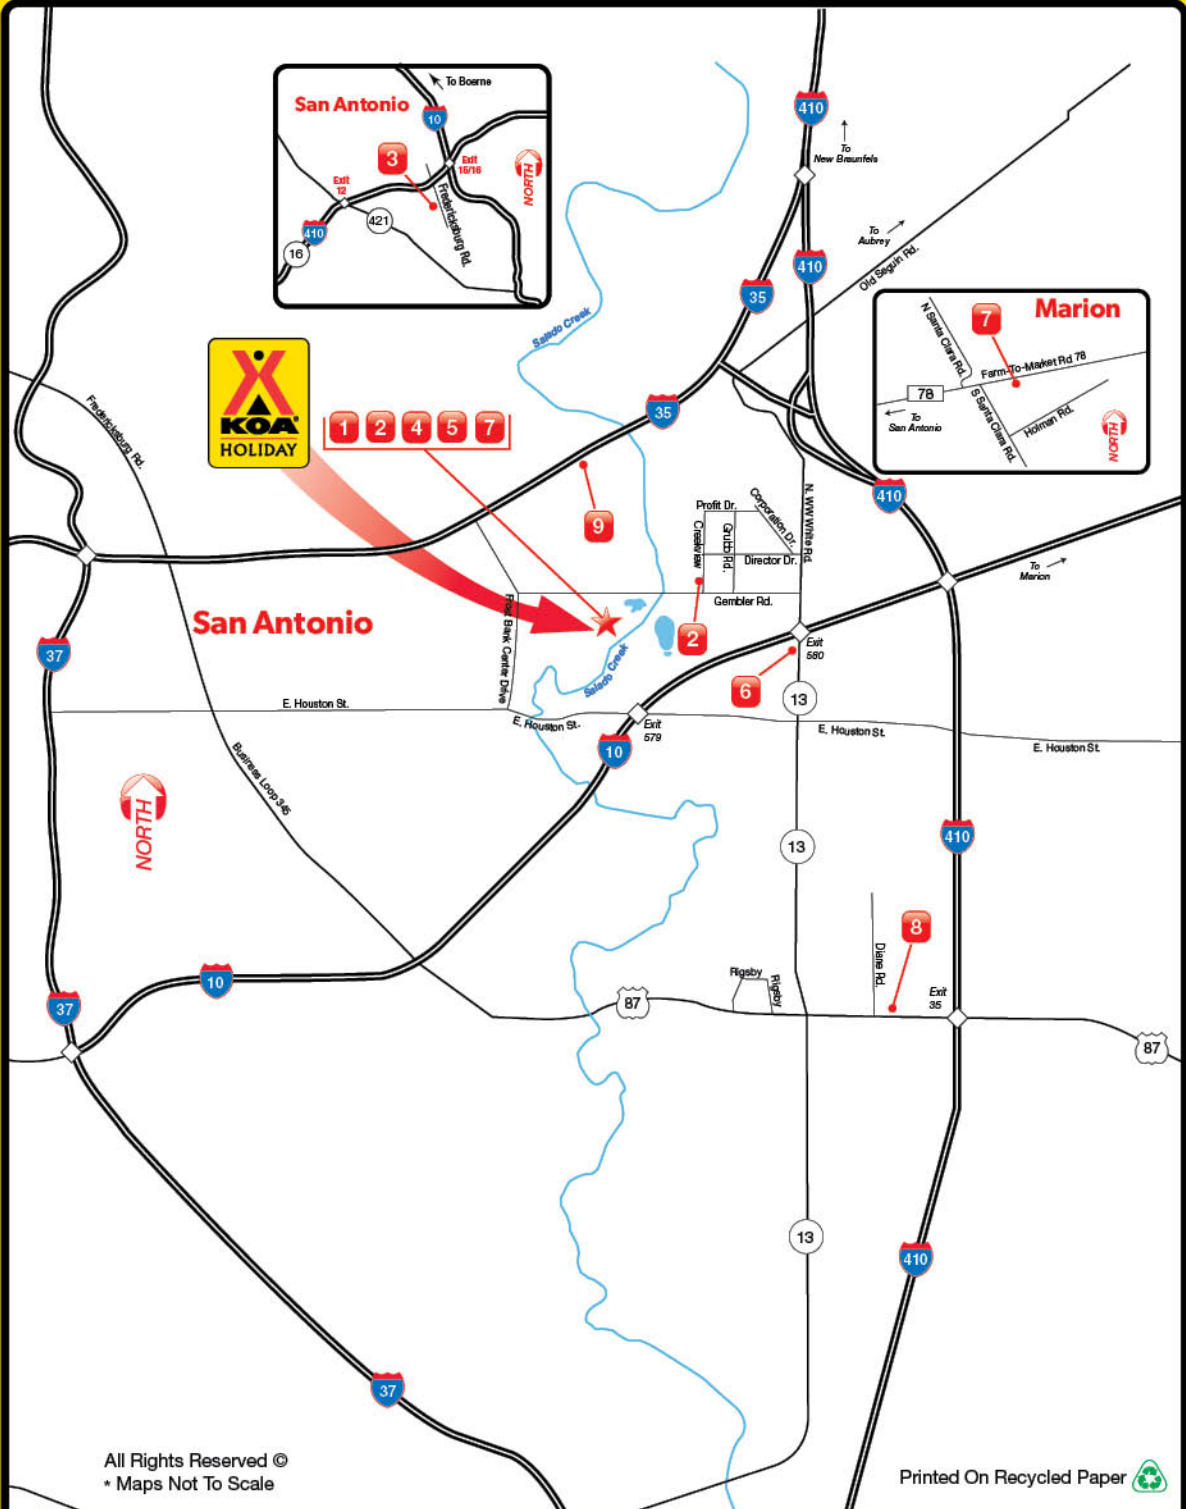 To Boerne
San Antonio
10
3
Exit
15/16
Exit
12
NORTH
Fredericksburg Rd.
421
410
16
410
To
New Braunfels
To
Aubrey
Old Seguin Rd.
410
35
Salado Creek
7
Marion
N Santa Clara Rd.
Farm-To-Market Rd 78
78
To
San Antonio
S Santa Clara Rd.
Holman Rd.
NORTH
KOA
HOLIDAY
1 2 4 5 7
35
Fredericksburg Rd.
9
410
Profit Dr.
Corporation Dr.
N. WW White Rd.
Creekview
Grubb Rd.
Director Dr.
Gembler Rd.
To
Marion
San Antonio
Frost Bank Center Drive
2
Exit
580
37
Salado Creek
6
13
E. Houston St.
E. Houston St.
Exit
579
E. Houston St.
E. Houston St.
10
Business Loop 345
NORTH
13
410
8
Diane Rd.
10
Rigsby
Rigsby
Exit
35
37
87
87
13
410
37
All Rights Reserved ©
* Maps Not To Scale
Printed On Recycled Paper